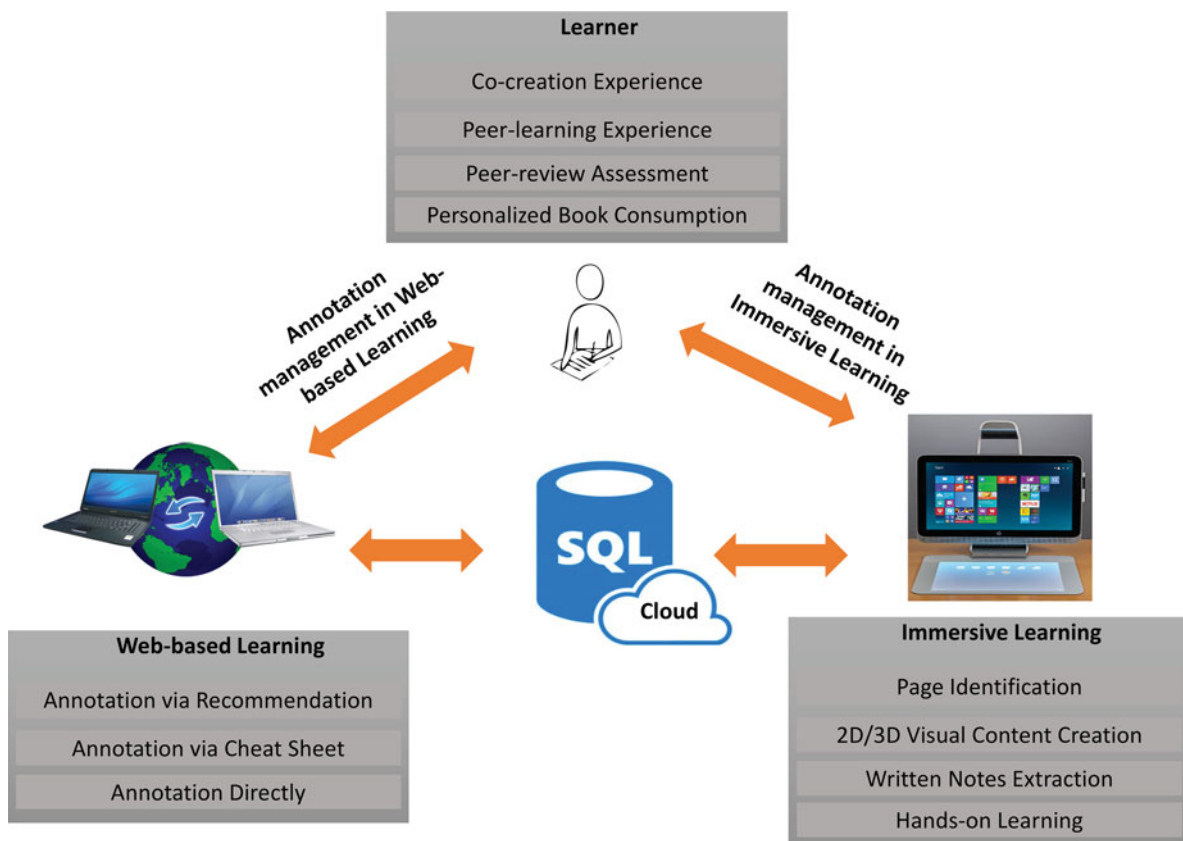 Learner
Co-creation Experience
Peer-learning Experience
Peer-review Assessment
Personalized Book Consumption
Annotation
management in Web-
based Learning
Annotation
management in
Immersive Learning
SQL
Cloud
Web-based Learning
Annotation via Recommendation
Annotation via Cheat Sheet
Annotation Directly
Immersive Learning
Page Identification
2D/3D Visual Content Creation
Written Notes Extraction
Hands-on Learning